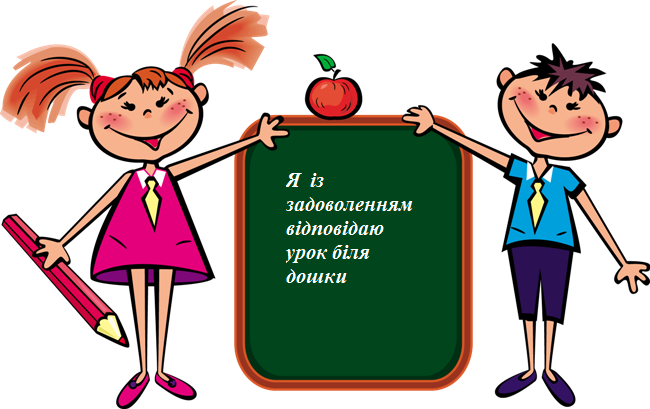 Я із
задоволенням
відповідаю
урок біля
дошки